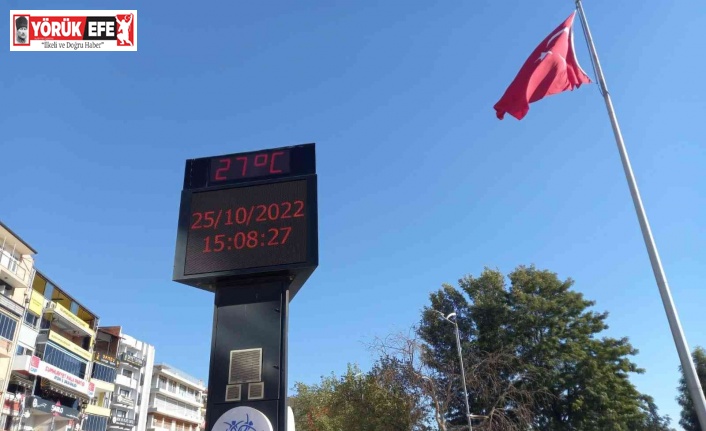 YÖRÜK EFE
"İlkeli ve Doğru Haber"
27°C
25/10/2022
15:08:27